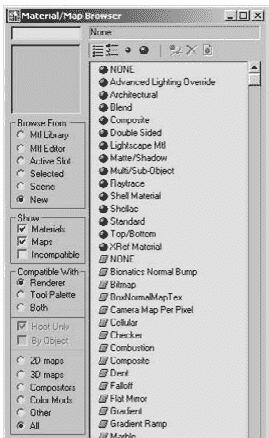 Material/Map Browser
None
Browse From
Mtl Library
Mtl Editor
Active Slot
Selected
Scene
New
Show
Materials
Maps
Incompatible
Compatible With
Renderer
Tool Palette
Both
Root Only
By Object
2D maps
3D maps
Compositors
Color Mods
Other
All
NONE
Advanced Lighting Override
Architectural
Blend
Composite
Double Sided
Lightscape Mtl
Matte/Shadow
Multi/Sub-Object
Raytrace
Shell Material
Shellac
Standard
Top/Bottom
XRef Material
NONE
Bionatics Normal Bump
Bitmap
BoxNormalMapTex
Camera Map Per Pixel
Cellular
Checker
Combustion
Composite
Dent
Falloff
Flat Mirror
Gradient
Gradient Ramp
Marble